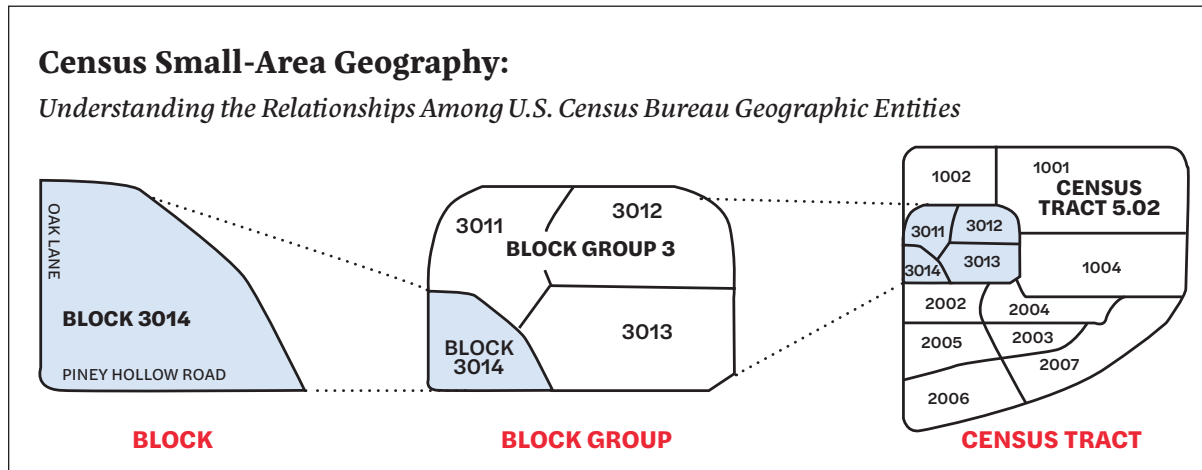 Census Small-Area Geography:
Understanding the Relationships Among U.S. Census Bureau Geographic Entities
OAK LANE
BLOCK 3014
PINEY HOLLOW ROAD
BLOCK
3011
3012
BLOCK GROUP 3
3013
BLOCK
3014
BLOCK GROUP
1002
1001
CENSUS
TRACT 5.02
3011
3012
3014
3013
1004
2002
2004
2005
2003
2007
2006
CENSUS TRACT